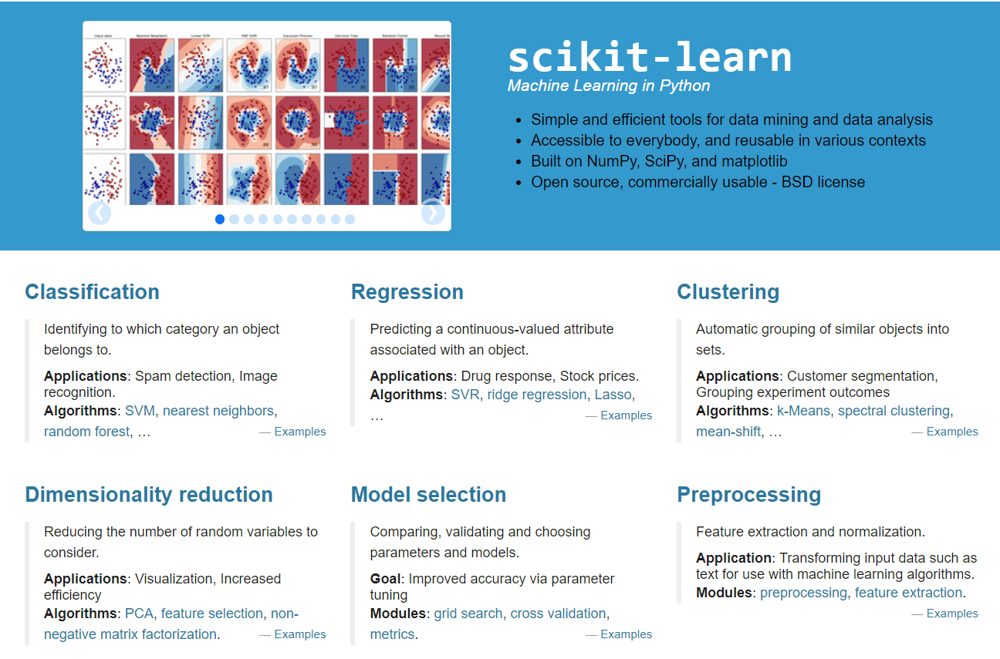 Input data Nearest Neighbors Linear SVM RBF SVM Gaussian Process Decision Tree Random Forest
scikit-learn
Machine Learning in Python
Simple and efficient tools for data mining and data analysis
Accessible to everybody, and reusable in various contexts
Built on NumPy, SciPy, and matplotlib
Open source, commercially usable - BSD license
Classification
Identifying to which category an object
belongs to.
Applications: Spam detection, Image
recognition.
Algorithms: SVM, nearest neighbors,
random forest, … — Examples
Regression
Predicting a continuous-valued attribute
associated with an object.
Applications: Drug response, Stock prices.
Algorithms: SVR, ridge regression, Lasso,
… — Examples
Clustering
Automatic grouping of similar objects into
sets.
Applications: Customer segmentation,
Grouping experiment outcomes
Algorithms: k-Means, spectral clustering,
mean-shift, … — Examples
Dimensionality reduction
Reducing the number of random variables to
consider.
Applications: Visualization, Increased
efficiency
Algorithms: PCA, feature selection, non-
negative matrix factorization. — Examples
Model selection
Comparing, validating and choosing
parameters and models.
Goal: Improved accuracy via parameter
tuning
Modules: grid search, cross validation,
metrics. — Examples
Preprocessing
Feature extraction and normalization.
Application: Transforming input data such as
text for use with machine learning algorithms.
Modules: preprocessing, feature extraction.
— Examples